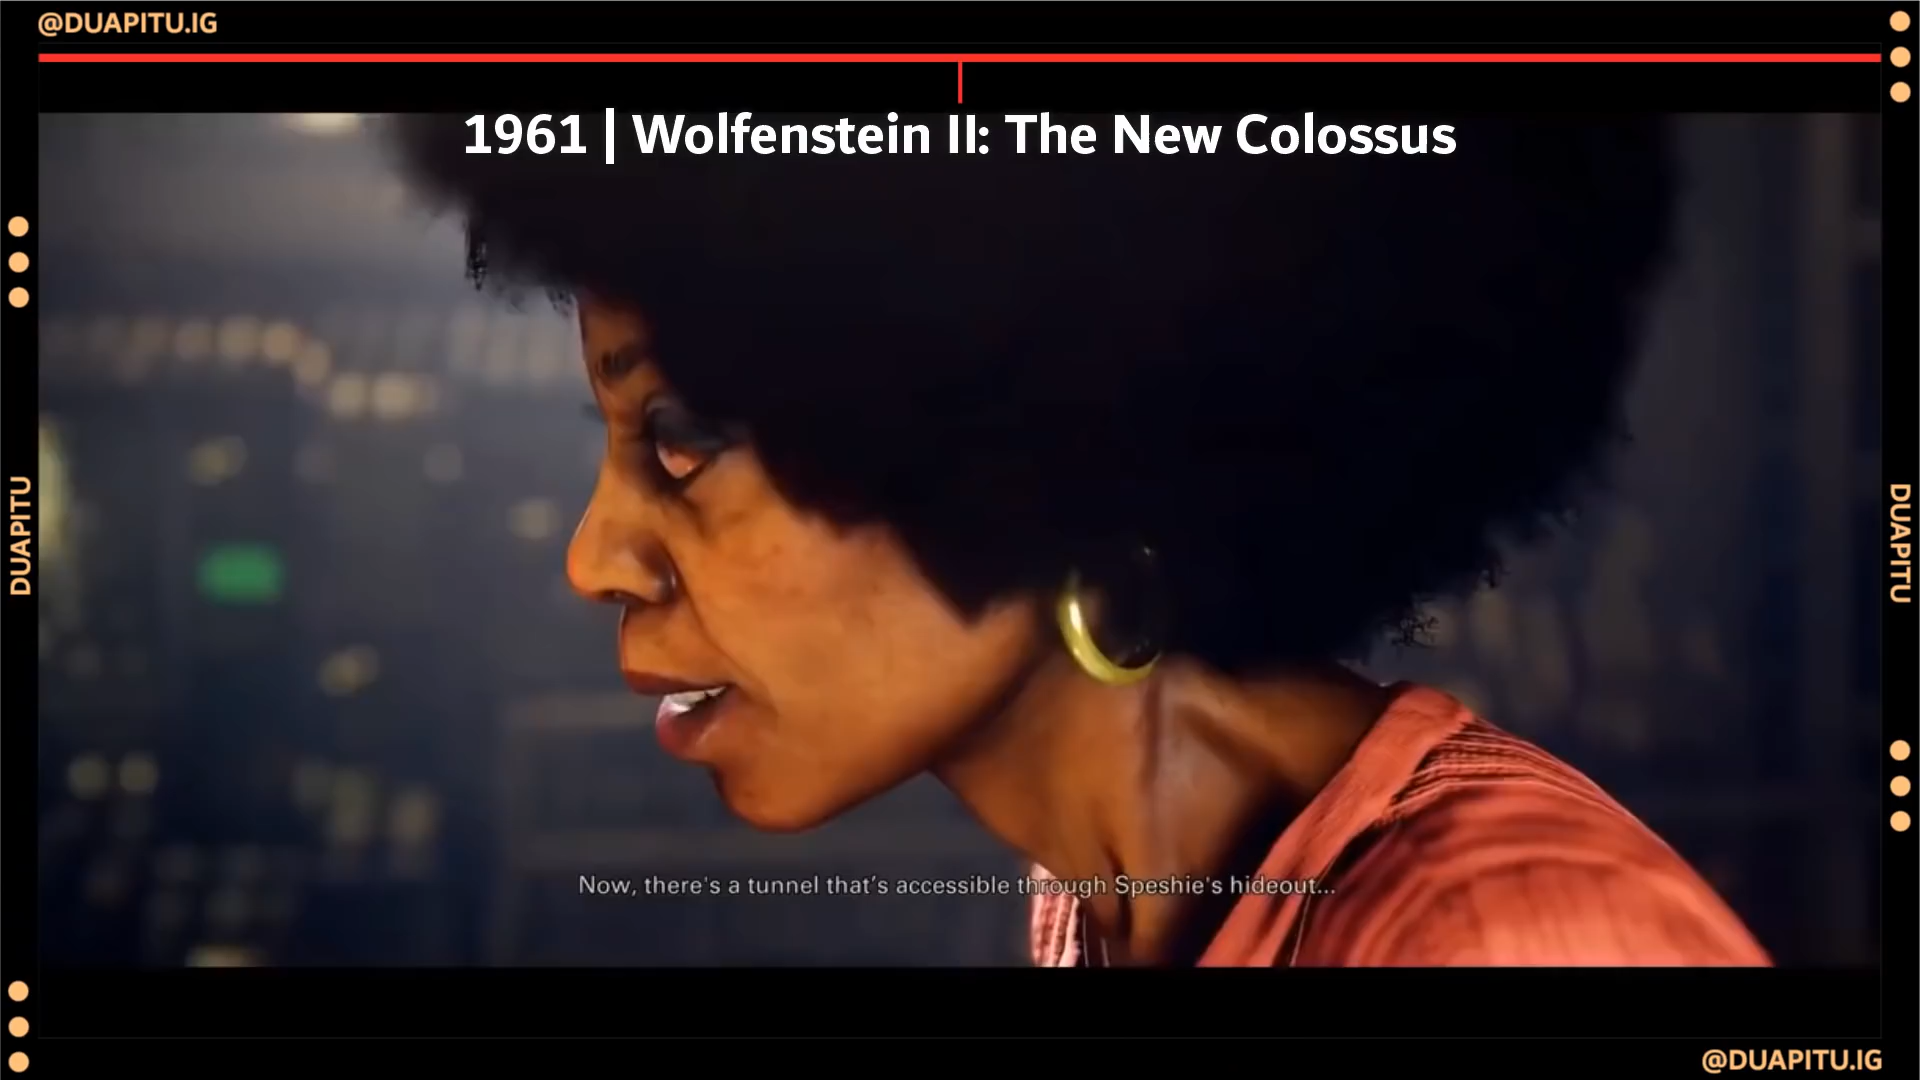 @DUAPITU.IG
1961 | Wolfenstein II: The New Colossus
DUAPITU
DUAPITU
Now, there's a tunnel that's accessible through Speshie's hideout...
@DUAPITU.IG